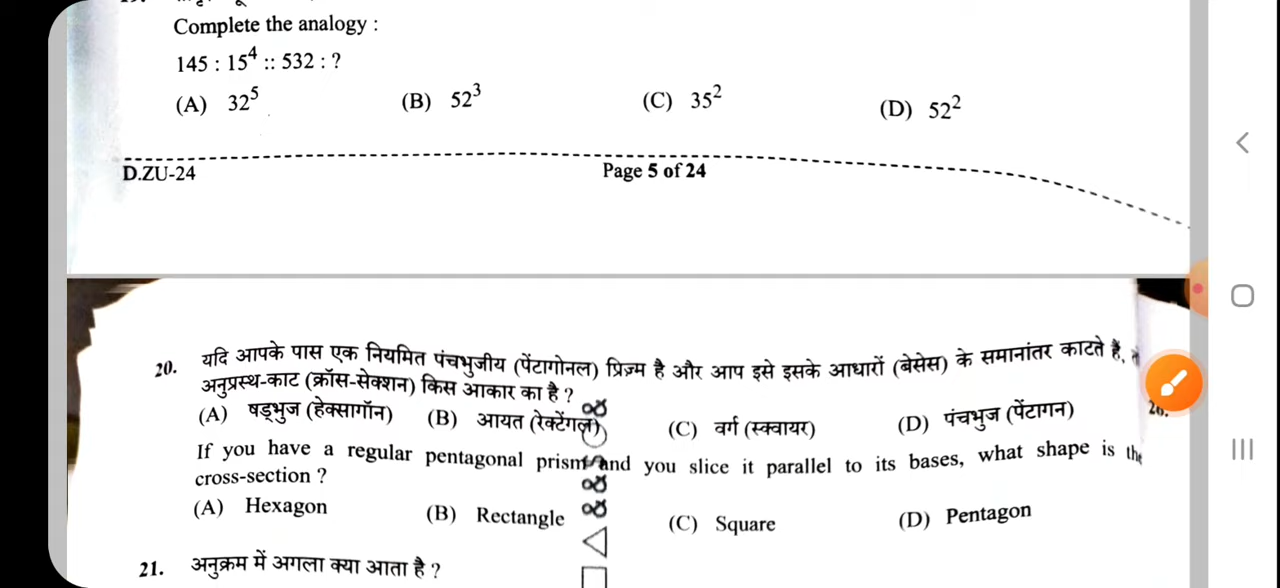 19.
Complete the analogy :
145 : 15⁴ :: 532 : ?
(A) 32⁵ (B) 52³ (C) 35² (D) 52²
D.ZU-24 Page 5 of 24
20. यदि आपके पास एक नियमित पंचभुजीय (पेंटागोनल) प्रिज़्म है और आप इसे इसके आधारों (बेसेस) के समानांतर काटते हैं,
अनुप्रस्थ-काट (क्रॉस-सेक्शन) किस आकार का है ?
(A) षड्भुज (हेक्सागॉन) (B) आयत (रेक्टेंगल) (C) वर्ग (स्क्वायर) (D) पंचभुज (पेंटागन)
20.
If you have a regular pentagonal prism and you slice it parallel to its bases, what shape is the
cross-section ?
(A) Hexagon (B) Rectangle (C) Square (D) Pentagon
21. अनुक्रम में अगला क्या आता है ?